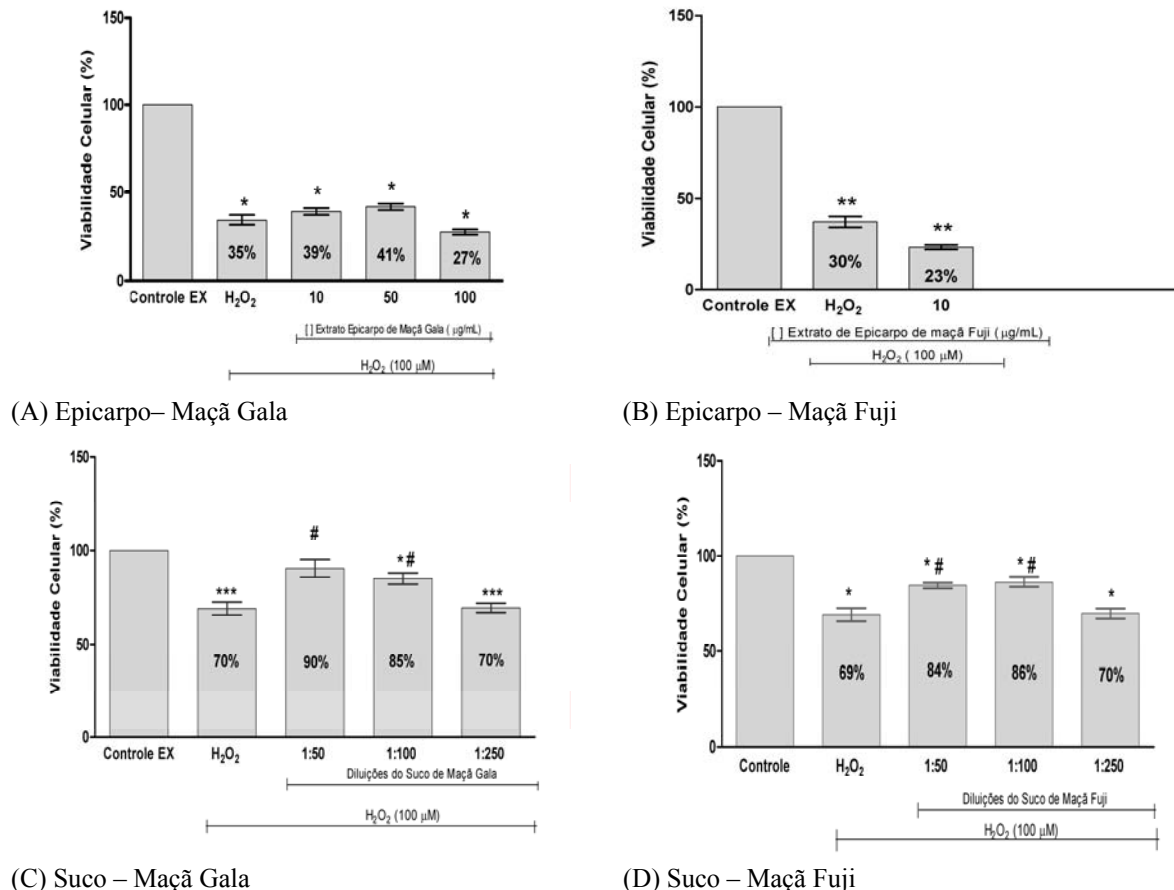 Viabilidade Celular (%)
150
100
50
0
* * * *
35% 39% 41% 27%
Controle EX H₂O₂ 10 50 100
[ ] Extrato Epicarpo de Maçã Gala ( µg/mL)
H₂O₂ (100 µM)
(A) Epicarpo– Maçã Gala
Viabilidade Celular (%)
150
100
50
0
** **
30% 23%
Controle EX H₂O₂ 10
[ ] Extrato de Epicarpo de maçã Fuji ( µg/mL)
H₂O₂ ( 100 µM)
(B) Epicarpo – Maçã Fuji
Viabilidade Celular (%)
150
100
50
0
*** # *# ***
70% 90% 85% 70%
Controle EX H₂O₂ 1:50 1:100 1:250
Diluições do Suco de Maçã Gala
H₂O₂ (100 µM)
(C) Suco – Maçã Gala
Viabilidade Celular (%)
150
100
50
0
* *# *# *
69% 84% 86% 70%
Controle H₂O₂ 1:50 1:100 1:250
Diluições do Suco de Maçã Fuji
H₂O₂ (100 µM)
(D) Suco – Maçã Fuji